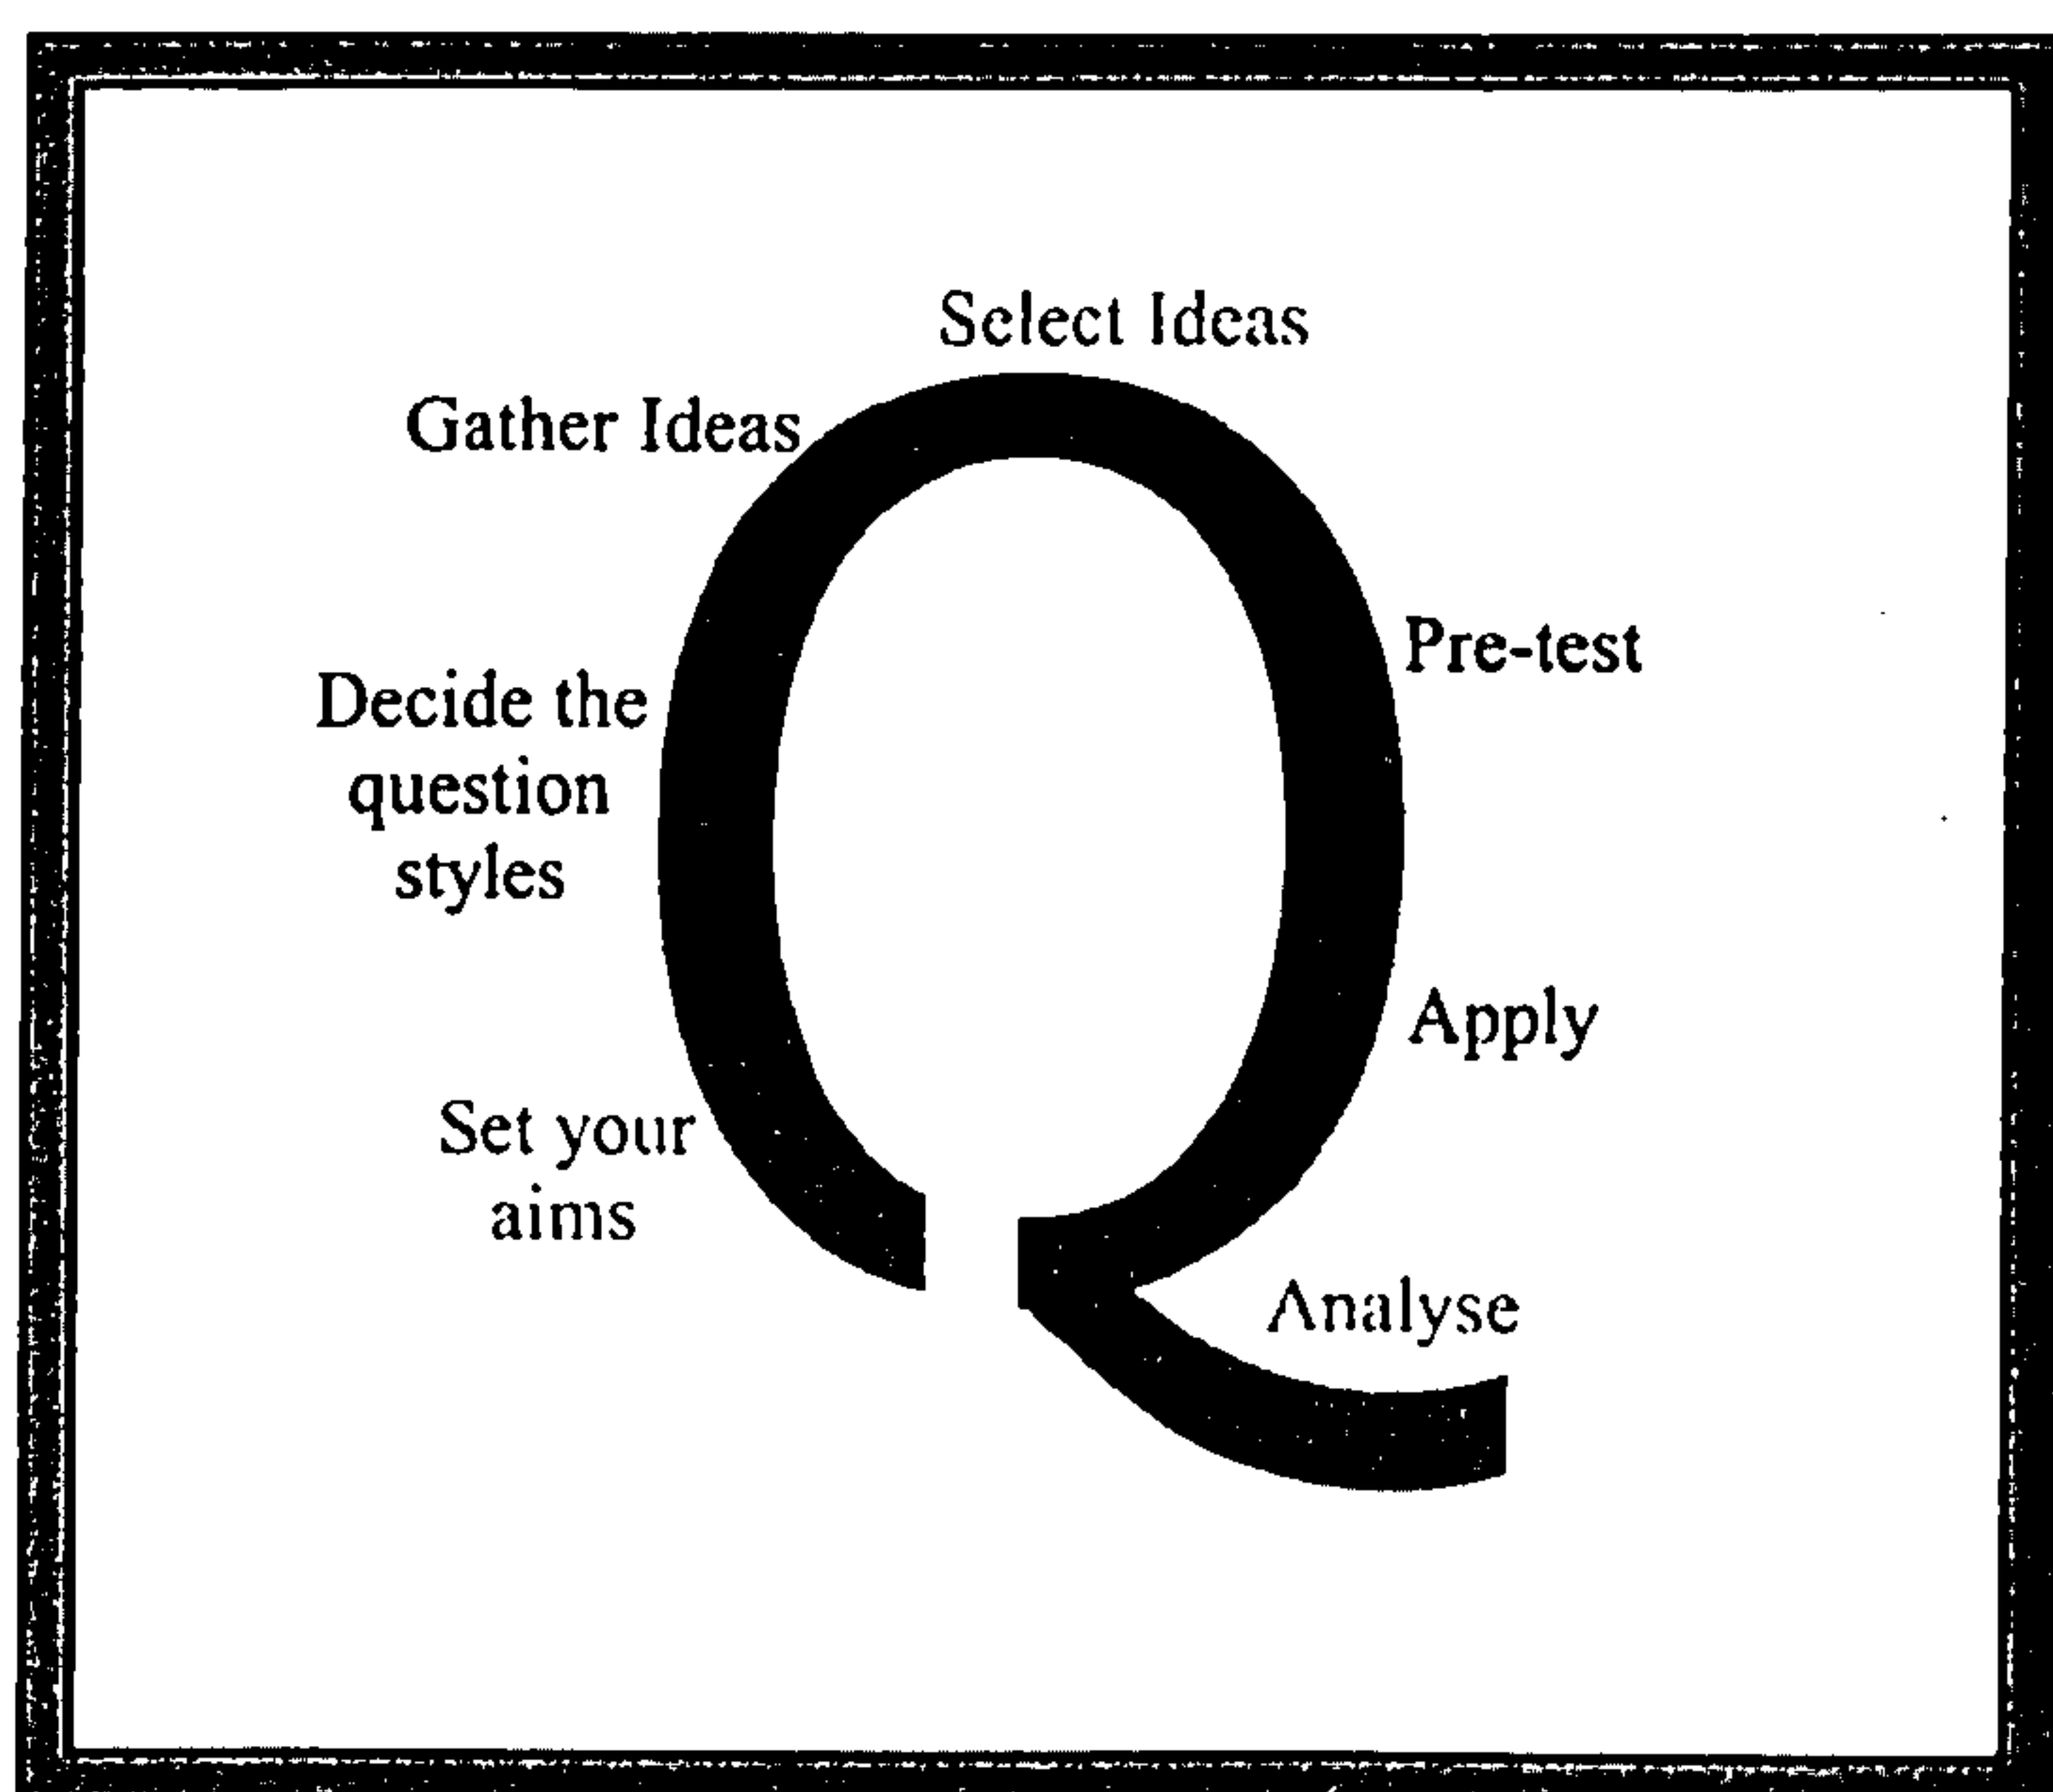 Select Ideas
Gather Ideas
Pre-test
Decide the
question
styles
Apply
Set your
aims
Analyse
Q